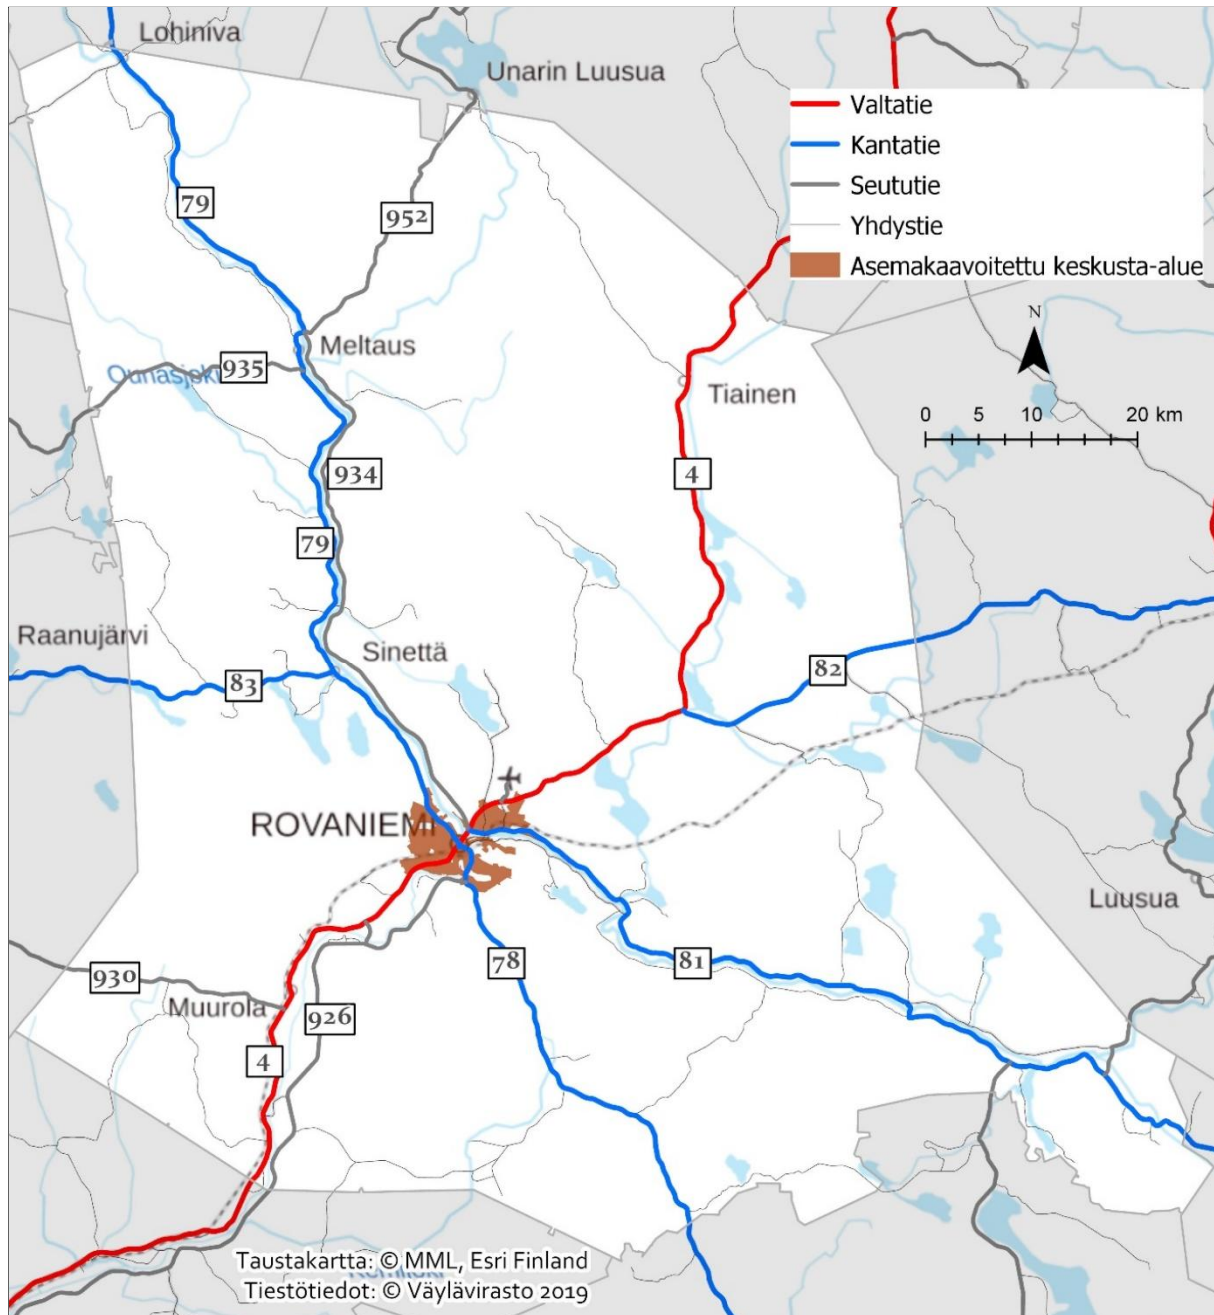 Lohiniva
Unarin Luusua
Valtatie
Kantatie
Seututie
Yhdystie
Asemakaavoitettu keskusta-alue
79
952
N
Meltaus
935
Ounasjoki
Tiainen
0 5 10 20 km
934
4
79
Raanujärvi
Sinettä
83
82
ROVANIEMI
Luusua
78
81
930
Muurola
926
4
Taustakartta: © MML, Esri Finland
Tiestötiedot: © Väylävirasto 2019